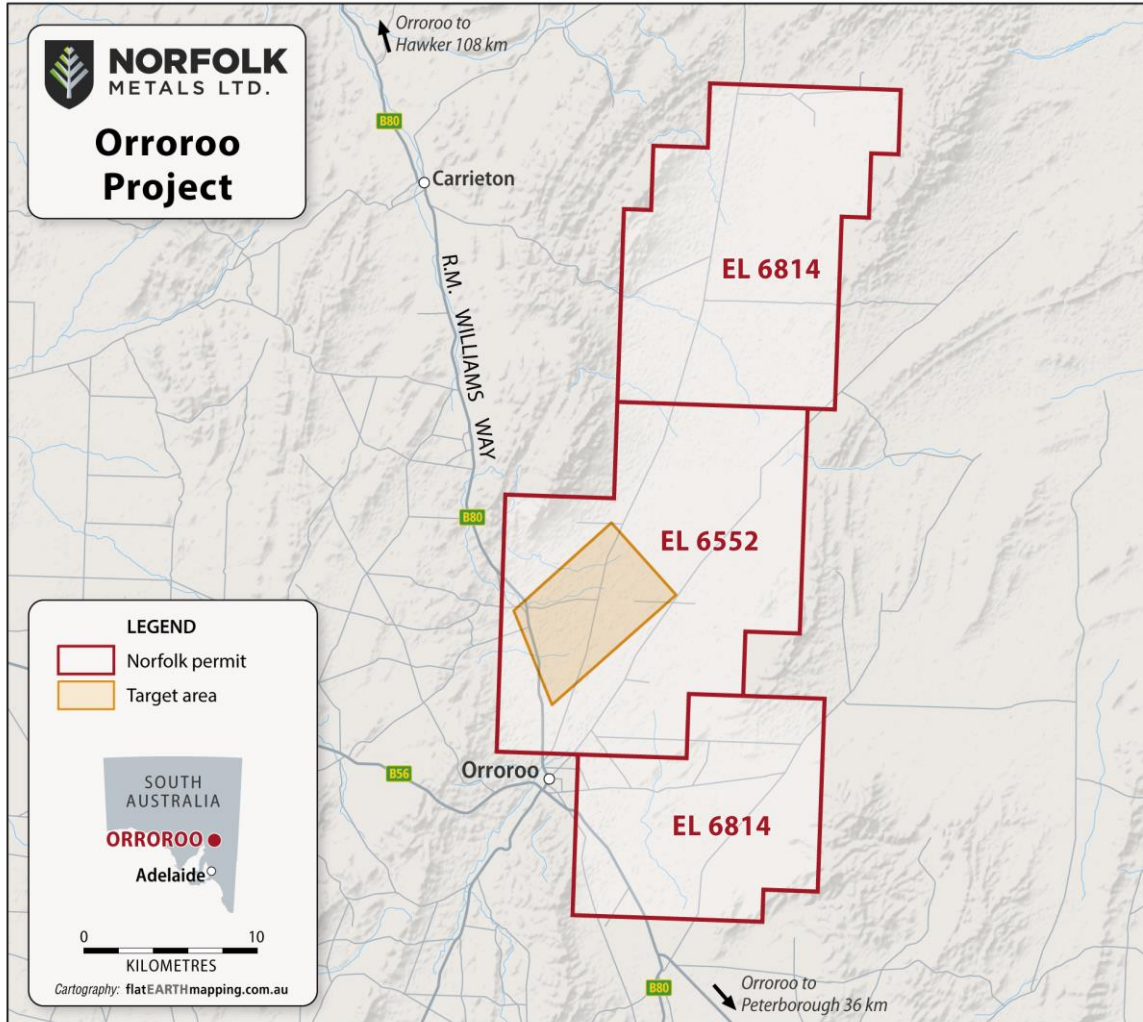 NORFOLK
METALS LTD.
Orroroo
Project
Orroroo to
Hawker 108 km
B80
Carrieton
R.M. WILLIAMS WAY
EL 6814
B80
EL 6552
LEGEND
Norfolk permit
Target area
B56
Orroroo
EL 6814
SOUTH
AUSTRALIA
ORROROO
Adelaide
0 10
KILOMETRES
Cartography: flatEARTHmapping.com.au
B80
Orroroo to
Peterborough 36 km